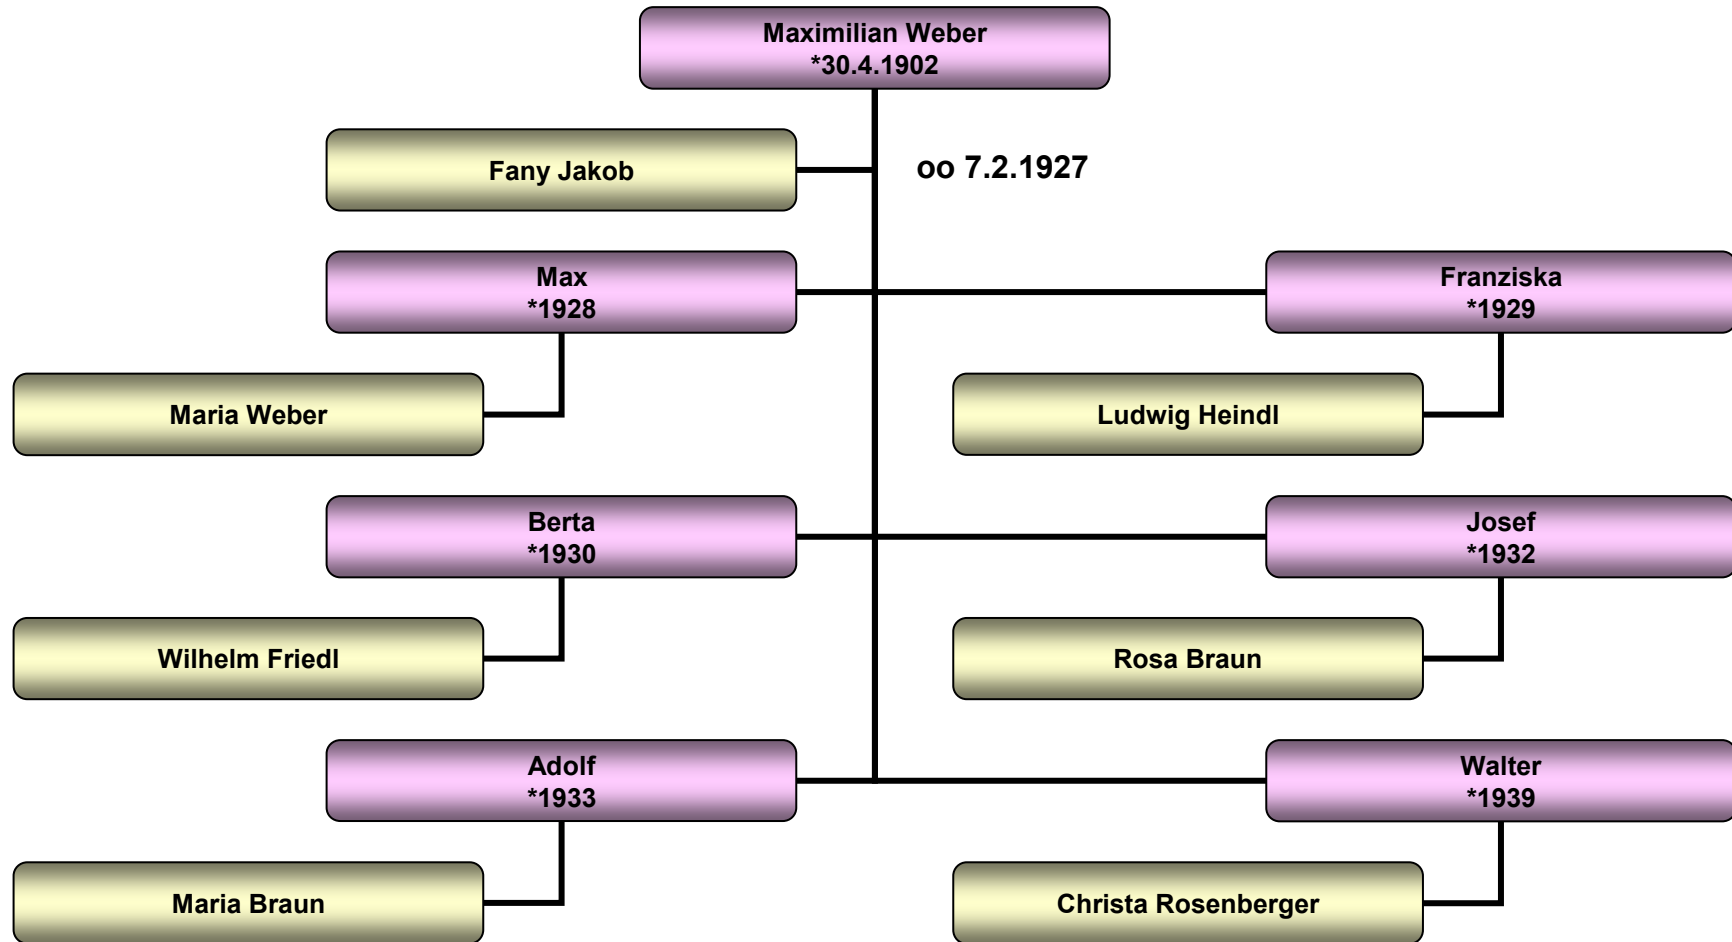 Maximilian Weber
*30.4.1902
Fany Jakob
oo 7.2.1927
Max
*1928
Franziska
*1929
Maria Weber
Ludwig Heindl
Berta
*1930
Josef
*1932
Wilhelm Friedl
Rosa Braun
Adolf
*1933
Walter
*1939
Maria Braun
Christa Rosenberger